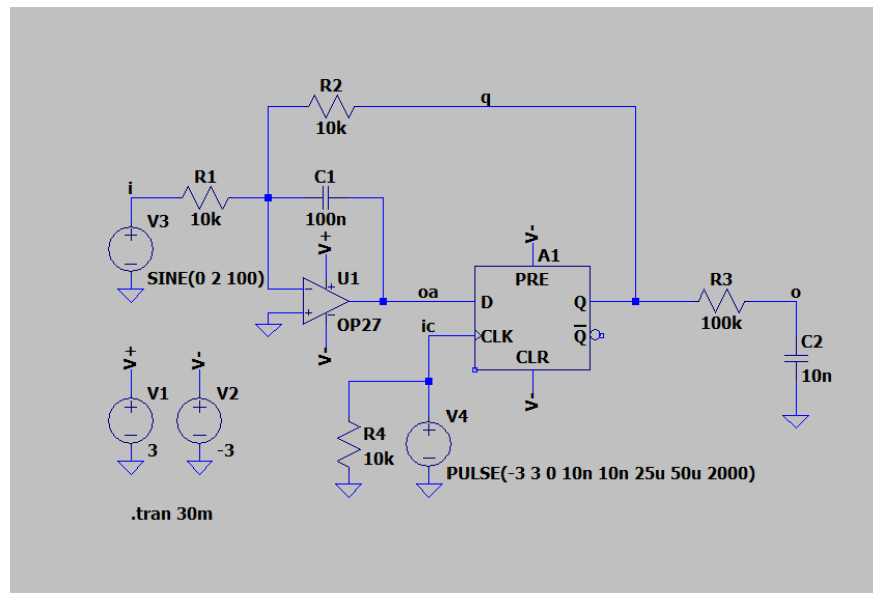 R2
10k
q
i
R1
10k
C1
100n
V3
SINE(0 2 100)
V+
U1
OP27
V-
oa
ic
V-
A1
PRE
D
Q
CLK
Q
CLR
V-
R3
100k
o
C2
10n
V+
V1
3
V-
V2
-3
R4
10k
V4
PULSE(-3 3 0 10n 10n 25u 50u 2000)
.tran 30m